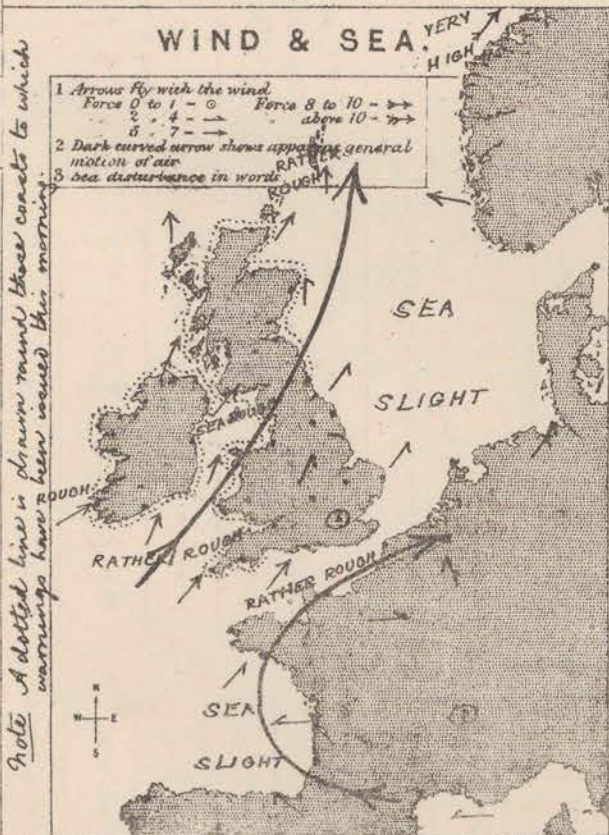 WIND & SEA.
1 Arrows fly with the wind
Force 0 to 1 - ⊙ Force 8 to 10 - ↠
" 2 " 4 - ⇀ " above 10 -
" 5 " 7 - →
2 Dark curved arrow shows apparent general
motion of air
3 Sea disturbance in words
VERY
HIGH
RATHER
ROUGH
SEA
SLIGHT
SEA ROUGH
ROUGH
RATHER ROUGH
RATHER ROUGH
SEA
SLIGHT
N
W E
S
Note A dotted line is drawn round those coasts to which
warnings have been issued this morning.